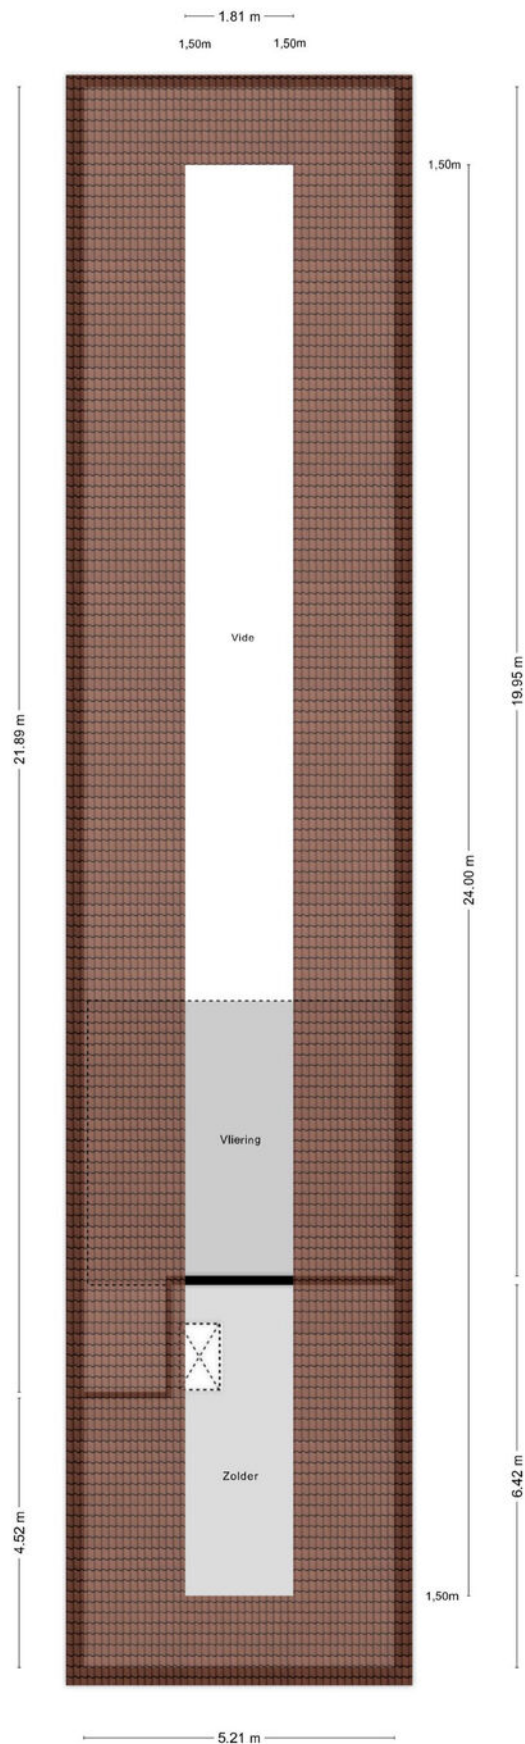 1.81 m
1,50m 1,50m
1,50m
Vide
19.95 m
21.89 m
24.00 m
Vliering
Zolder
6.42 m
4.52 m
1,50m
5.21 m